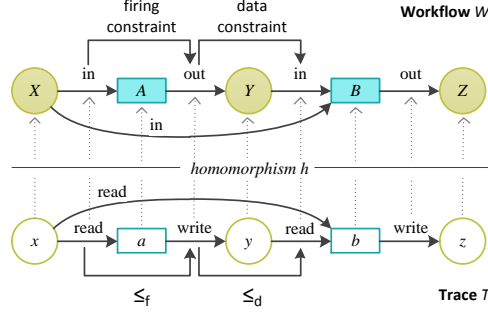 firing constraint
data constraint
Workflow W
in
out
in
out
X
A
Y
B
Z
in
homomorphism h
read
read
write
read
write
x
a
y
b
z
≤f
≤d
Trace T